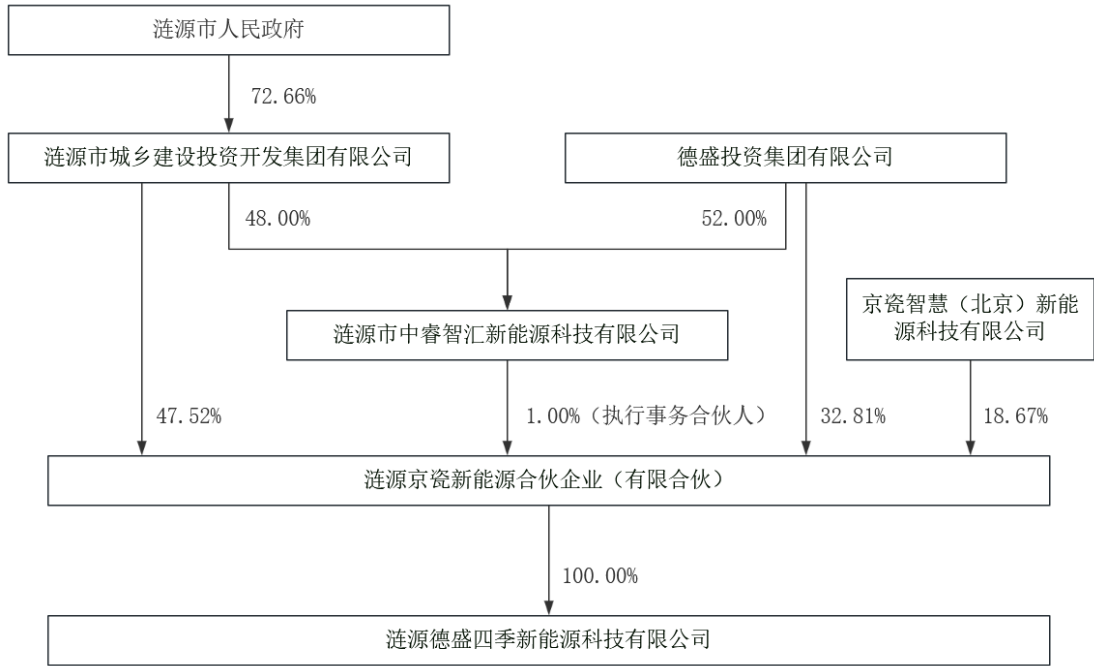 涟源市人民政府
72.66%
涟源市城乡建设投资开发集团有限公司
德盛投资集团有限公司
48.00%
52.00%
京瓷智慧（北京）新能
源科技有限公司
涟源市中睿智汇新能源科技有限公司
47.52%
1.00%（执行事务合伙人）
32.81%
18.67%
涟源京瓷新能源合伙企业（有限合伙）
100.00%
涟源德盛四季新能源科技有限公司